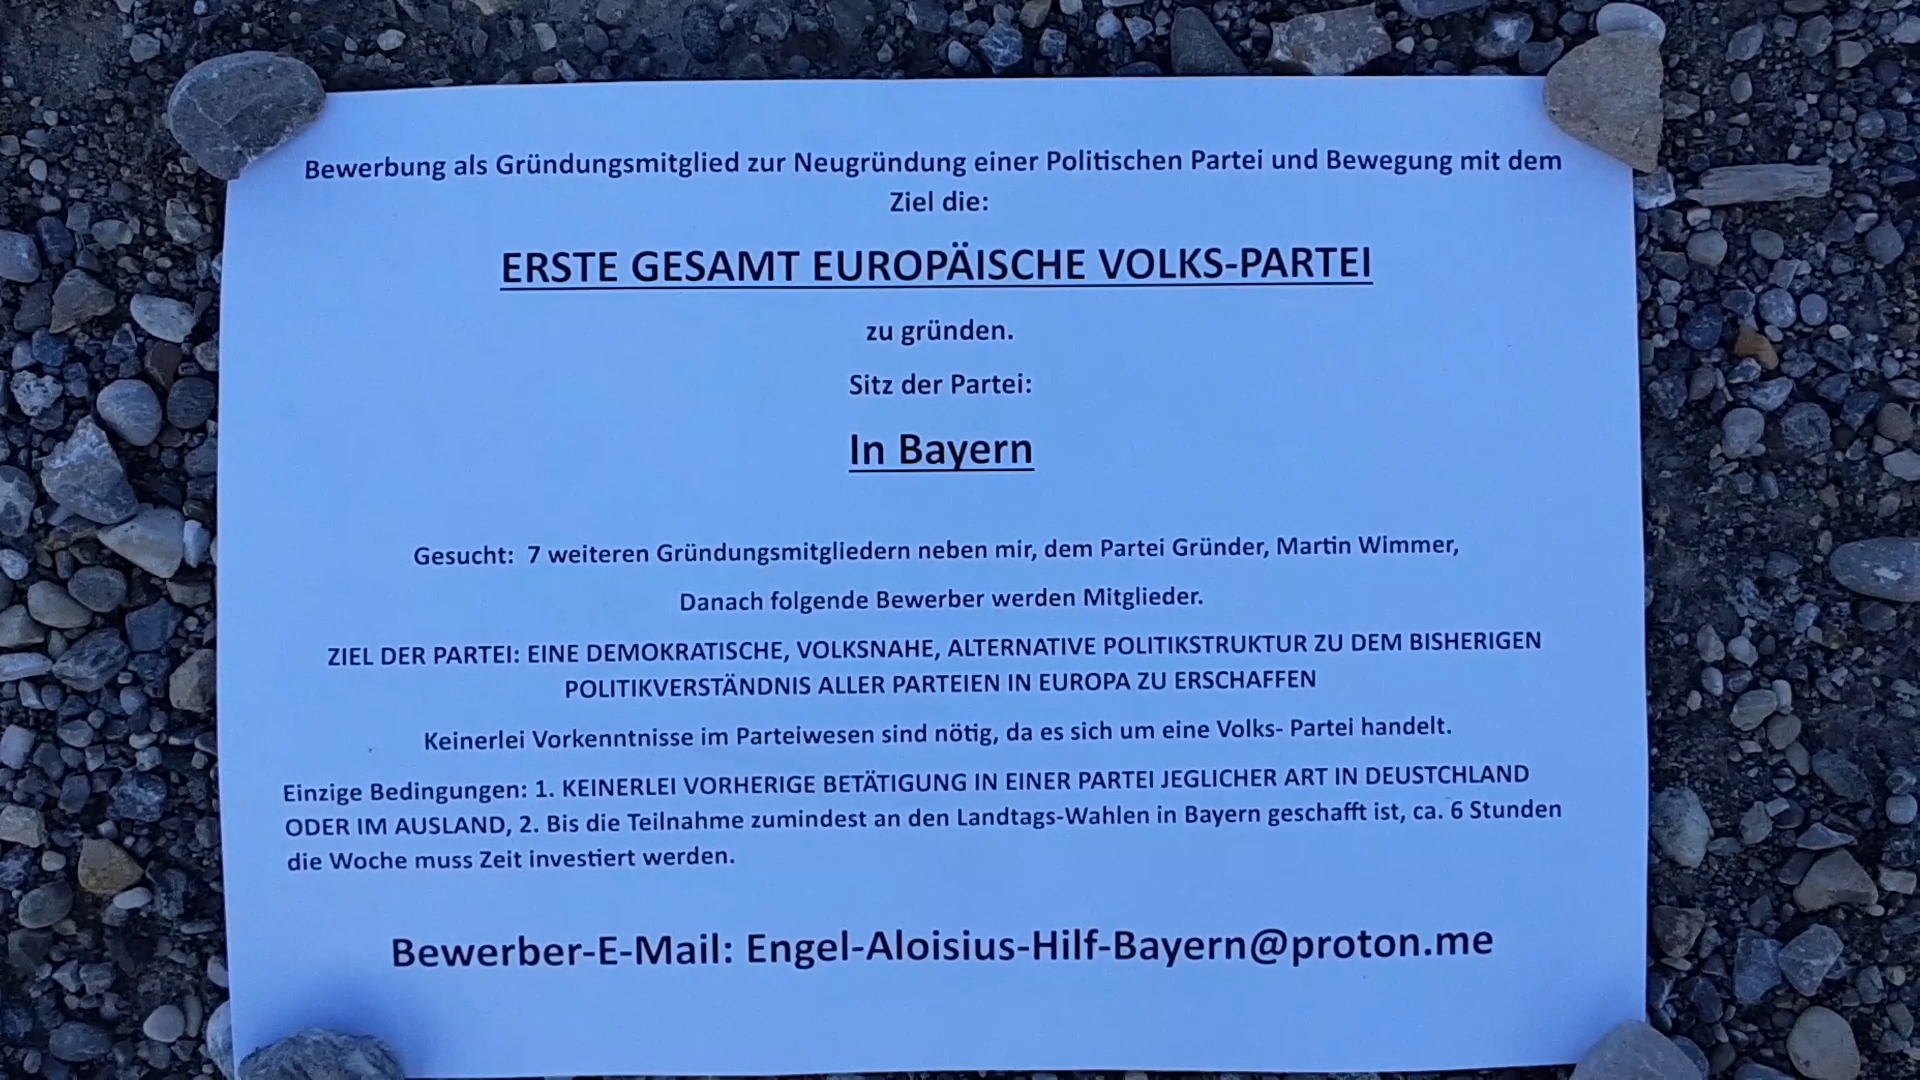 Bewerbung als Gründungsmitglied zur Neugründung einer Politischen Partei und Bewegung mit dem
Ziel die:
ERSTE GESAMT EUROPÄISCHE VOLKS-PARTEI
zu gründen.
Sitz der Partei:
In Bayern
Gesucht:  7 weiteren Gründungsmitgliedern neben mir, dem Partei Gründer, Martin Wimmer,
Danach folgende Bewerber werden Mitglieder.
ZIEL DER PARTEI: EINE DEMOKRATISCHE, VOLKSNAHE, ALTERNATIVE POLITIKSTRUKTUR ZU DEM BISHERIGEN
POLITIKVERSTÄNDNIS ALLER PARTEIEN IN EUROPA ZU ERSCHAFFEN
Keinerlei Vorkenntnisse im Parteiwesen sind nötig, da es sich um eine Volks- Partei handelt.
Einzige Bedingungen: 1. KEINERLEI VORHERIGE BETÄTIGUNG IN EINER PARTEI JEGLICHER ART IN DEUSTCHLAND
ODER IM AUSLAND, 2. Bis die Teilnahme zumindest an den Landtags-Wahlen in Bayern geschafft ist, ca. 6 Stunden
die Woche muss Zeit investiert werden.
Bewerber-E-Mail: Engel-Aloisius-Hilf-Bayern@proton.me